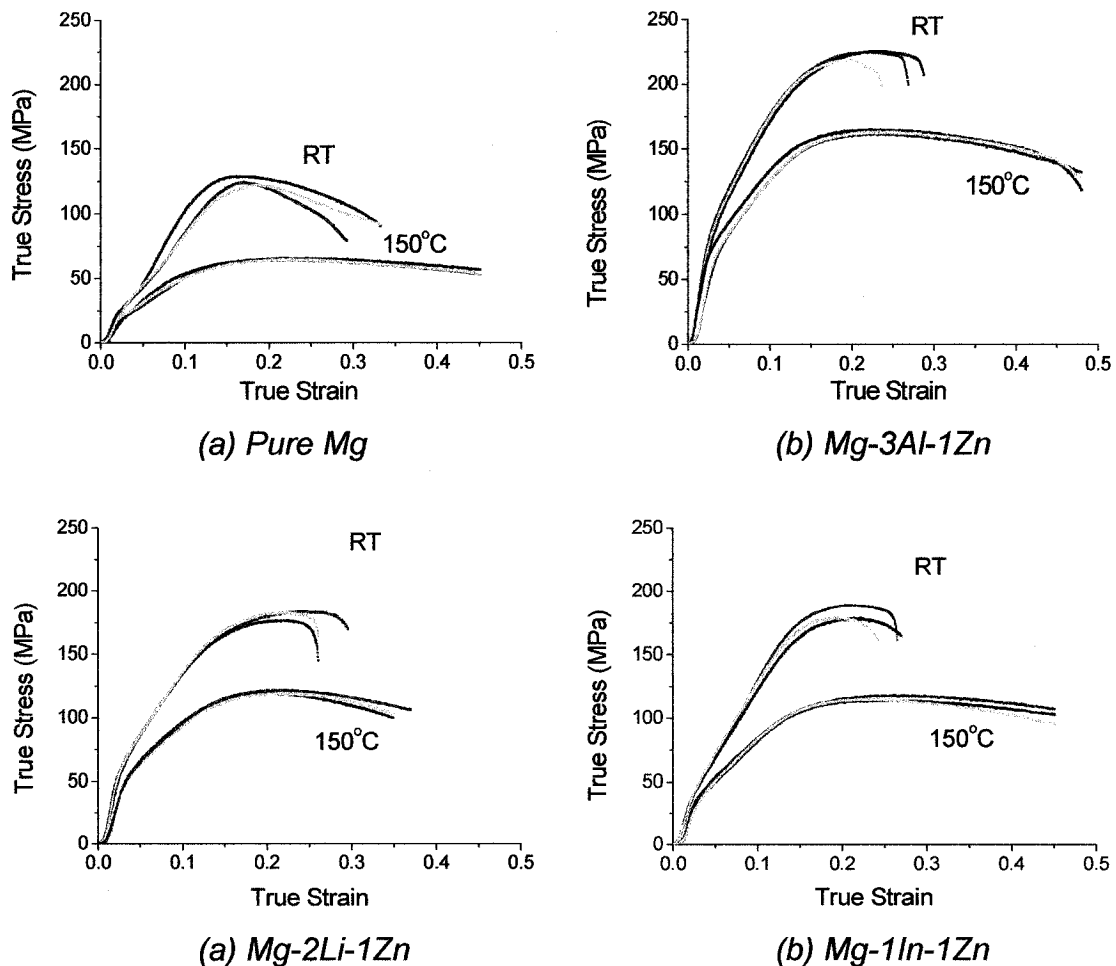 250
200
150
100
50
0
True Stress (MPa)
RT
150°C
0.0 0.1 0.2 0.3 0.4 0.5
True Strain
(a) Pure Mg
250
200
150
100
50
0
True Stress (MPa)
RT
150°C
0.0 0.1 0.2 0.3 0.4 0.5
True Strain
(b) Mg-3Al-1Zn
250
200
150
100
50
0
True Stress (MPa)
RT
150°C
0.0 0.1 0.2 0.3 0.4 0.5
True Strain
(a) Mg-2Li-1Zn
250
200
150
100
50
0
True Stress (MPa)
RT
150°C
0.0 0.1 0.2 0.3 0.4 0.5
True Strain
(b) Mg-1In-1Zn